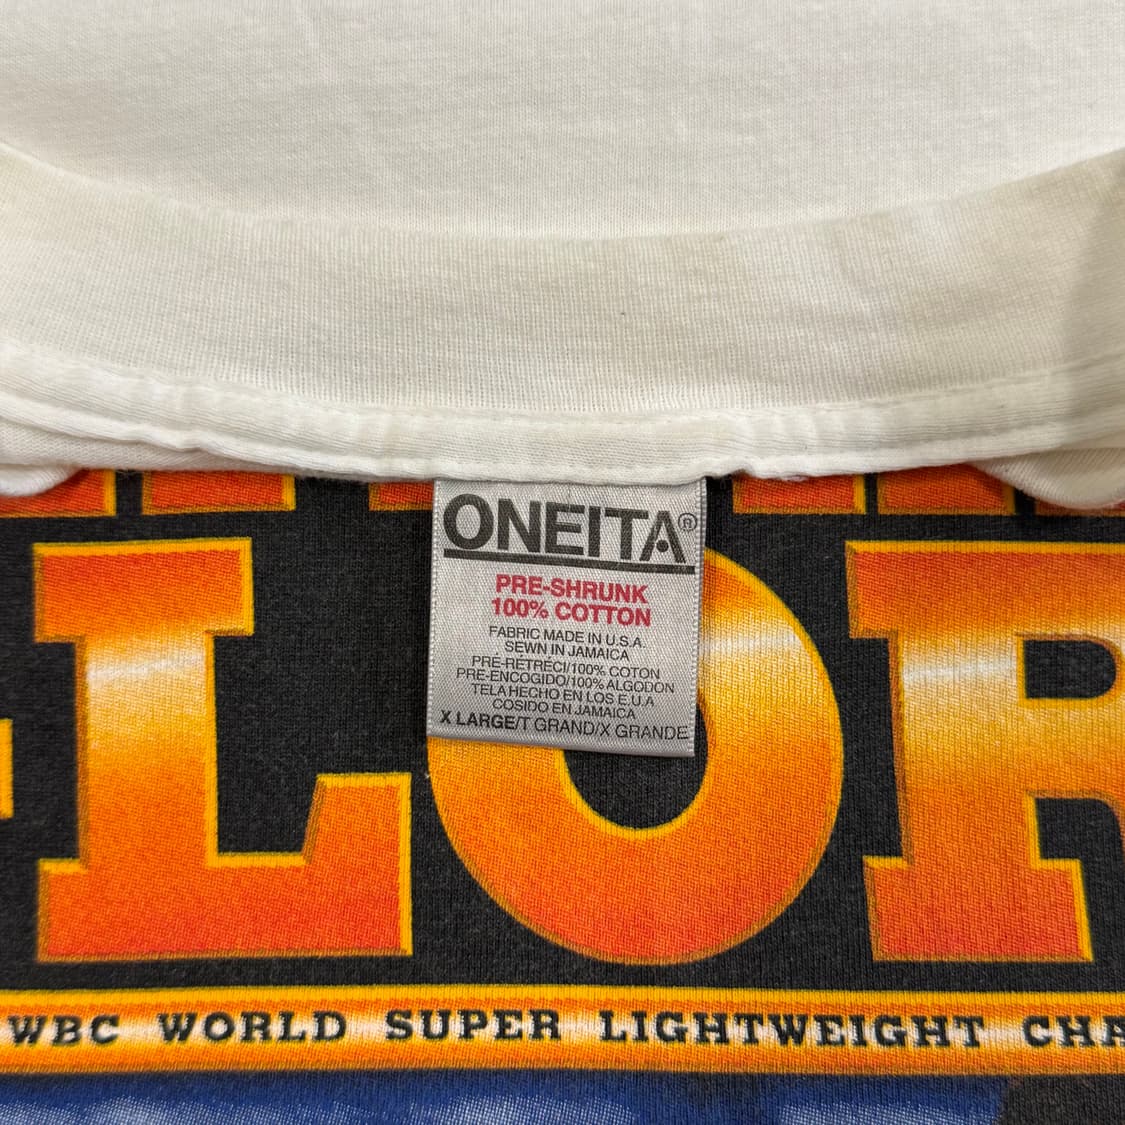 ONEITA®
PRE-SHRUNK
100% COTTON
FABRIC MADE IN U.S.A.
SEWN IN JAMAICA
PRE-RÉTRÉCI/100% COTON
PRE-ENCOGIDO/100% ALGODON
TELA HECHO EN LOS E.U.A
COSIDO EN JAMAICA
X LARGE/T GRAND/X GRANDE
LOR
WBC WORLD SUPER LIGHTWEIGHT CHA